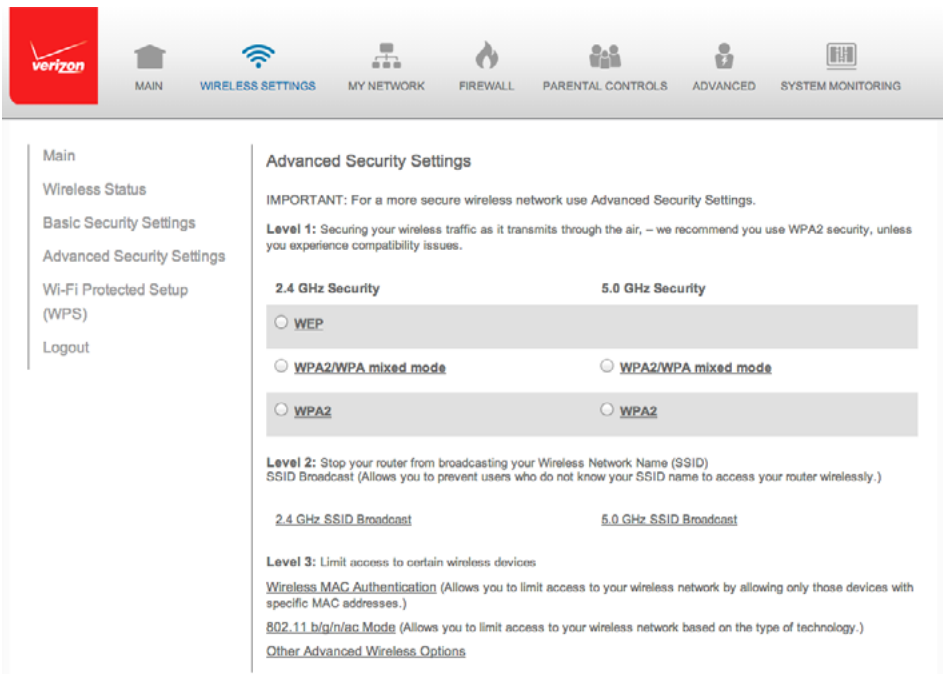 verizon
MAIN
WIRELESS SETTINGS
MY NETWORK
FIREWALL
PARENTAL CONTROLS
ADVANCED
SYSTEM MONITORING
Main
Wireless Status
Basic Security Settings
Advanced Security Settings
Wi-Fi Protected Setup
(WPS)
Logout
Advanced Security Settings
IMPORTANT: For a more secure wireless network use Advanced Security Settings.
Level 1: Securing your wireless traffic as it transmits through the air, – we recommend you use WPA2 security, unless
you experience compatibility issues.
2.4 GHz Security
5.0 GHz Security
WEP
WPA2/WPA mixed mode
WPA2/WPA mixed mode
WPA2
WPA2
Level 2: Stop your router from broadcasting your Wireless Network Name (SSID)
SSID Broadcast (Allows you to prevent users who do not know your SSID name to access your router wirelessly.)
2.4 GHz SSID Broadcast
5.0 GHz SSID Broadcast
Level 3: Limit access to certain wireless devices
Wireless MAC Authentication (Allows you to limit access to your wireless network by allowing only those devices with
specific MAC addresses.)
802.11 b/g/n/ac Mode (Allows you to limit access to your wireless network based on the type of technology.)
Other Advanced Wireless Options